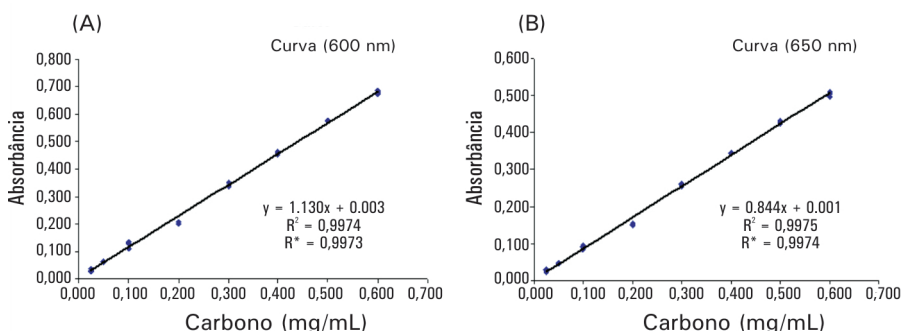 (A)
Curva (600 nm)
Absorbância
0,800
0,700
0,600
0,500
0,400
0,300
0,200
0,100
0,000
y = 1.130x + 0.003
R² = 0,9974
R* = 0,9973
0,000 0,100 0,200 0,300 0,400 0,500 0,600 0,700
Carbono (mg/mL)
(B)
Curva (650 nm)
Absorbância
0,600
0,500
0,400
0,300
0,200
0,100
0,000
y = 0.844x + 0.001
R² = 0,9975
R* = 0,9974
0.000 0,100 0,200 0,300 0,400 0,500 0,600 0,700
Carbono (mg/mL)